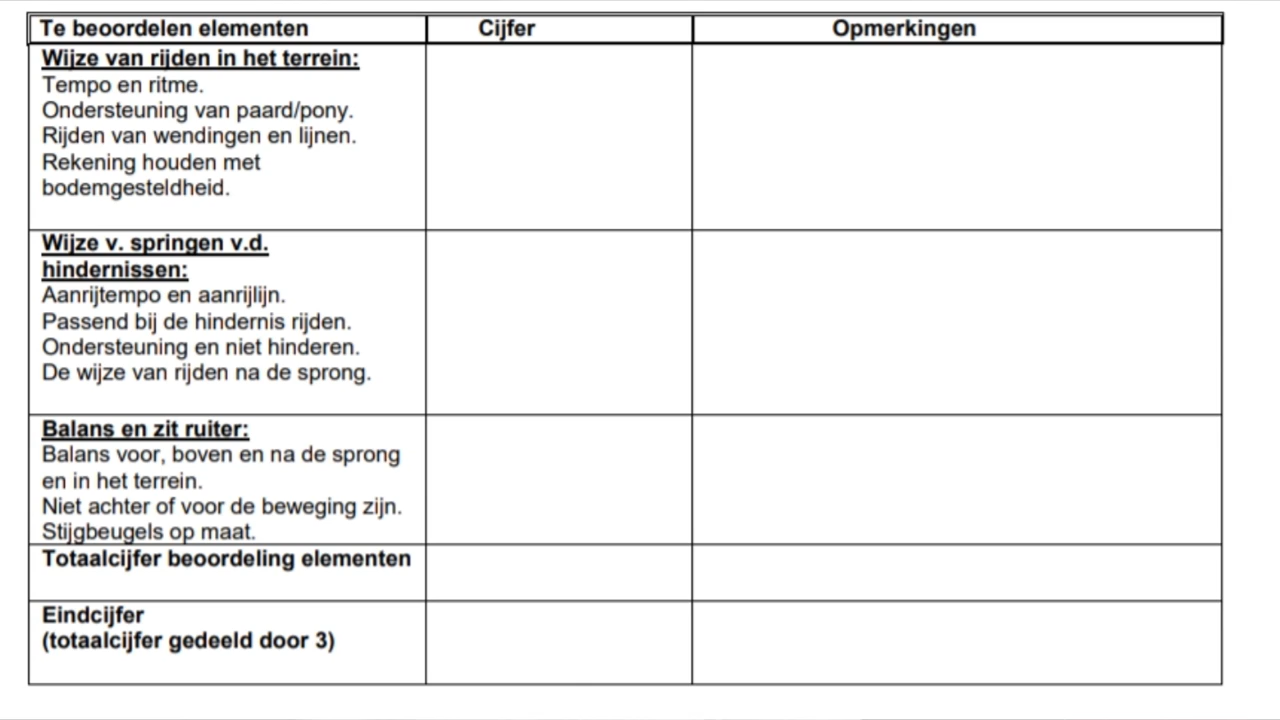 Te beoordelen elementen Cijfer Opmerkingen
Wijze van rijden in het terrein:
Tempo en ritme.
Ondersteuning van paard/pony.
Rijden van wendingen en lijnen.
Rekening houden met
bodemgesteldheid.
Wijze v. springen v.d.
hindernissen:
Aanrijtempo en aanrijlijn.
Passend bij de hindernis rijden.
Ondersteuning en niet hinderen.
De wijze van rijden na de sprong.
Balans en zit ruiter:
Balans voor, boven en na de sprong
en in het terrein.
Niet achter of voor de beweging zijn.
Stijgbeugels op maat.
Totaalcijfer beoordeling elementen
Eindcijfer
(totaalcijfer gedeeld door 3)